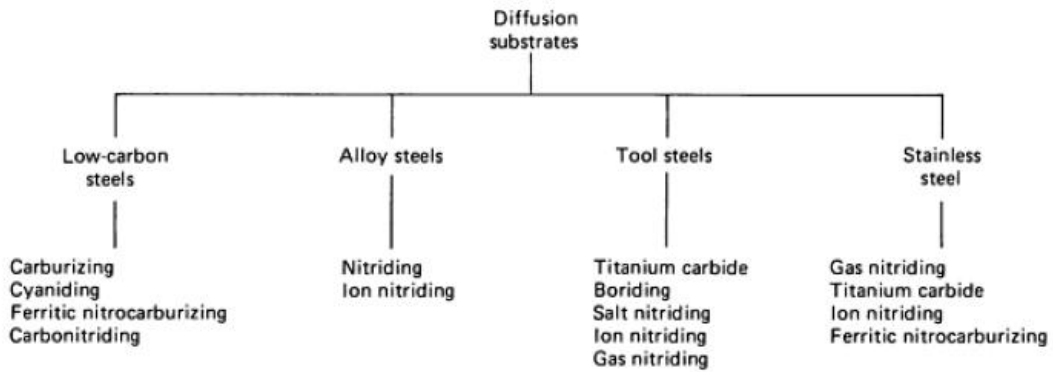 Diffusion
substrates
Low-carbon
steels
Alloy steels
Tool steels
Stainless
steel
Carburizing
Cyaniding
Ferritic nitrocarburizing
Carbonitriding
Nitriding
Ion nitriding
Titanium carbide
Boriding
Salt nitriding
Ion nitriding
Gas nitriding
Gas nitriding
Titanium carbide
Ion nitriding
Ferritic nitrocarburizing